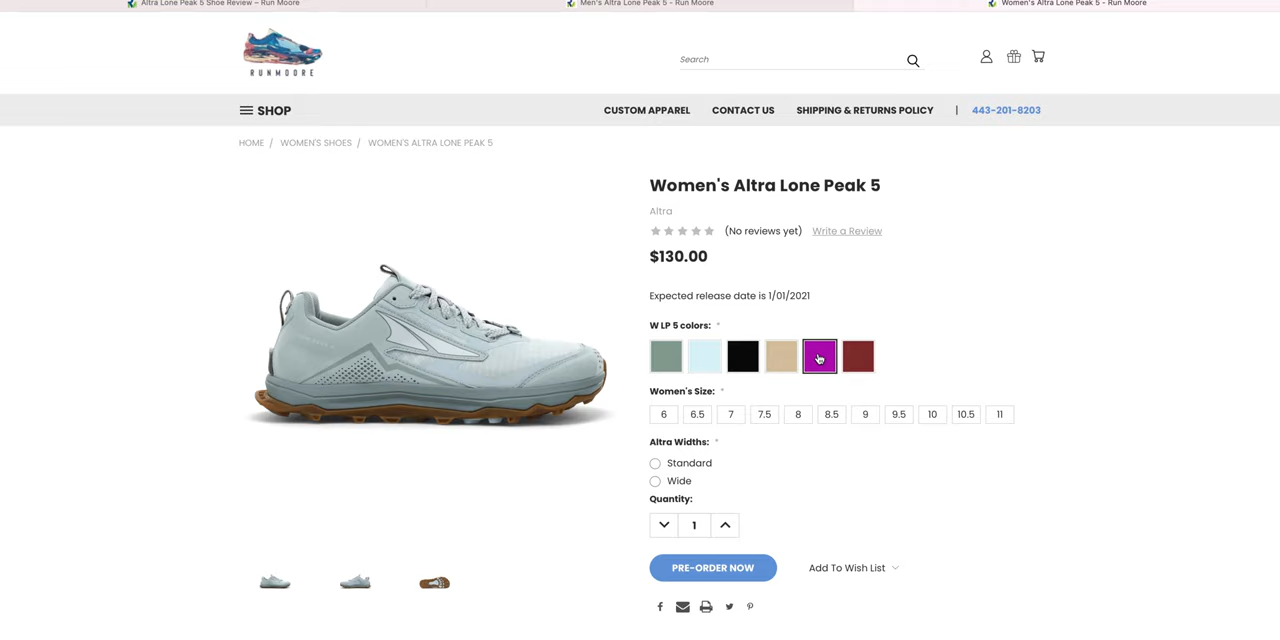 Altra Lone Peak 5 Shoe Review – Run Moore
Men's Altra Lone Peak 5 - Run Moore
Women's Altra Lone Peak 5 - Run Moore
RUNMOORE
Search
SHOP
CUSTOM APPAREL
CONTACT US
SHIPPING & RETURNS POLICY
|
443-201-8203
HOME / WOMEN'S SHOES / WOMEN'S ALTRA LONE PEAK 5
Women's Altra Lone Peak 5
Altra
(No reviews yet) Write a Review
$130.00
Expected release date is 1/01/2021
W LP 5 colors: *
Women's Size: *
6 6.5 7 7.5 8 8.5 9 9.5 10 10.5 11
Altra Widths: *
Standard
Wide
Quantity:
1
PRE-ORDER NOW
Add To Wish List